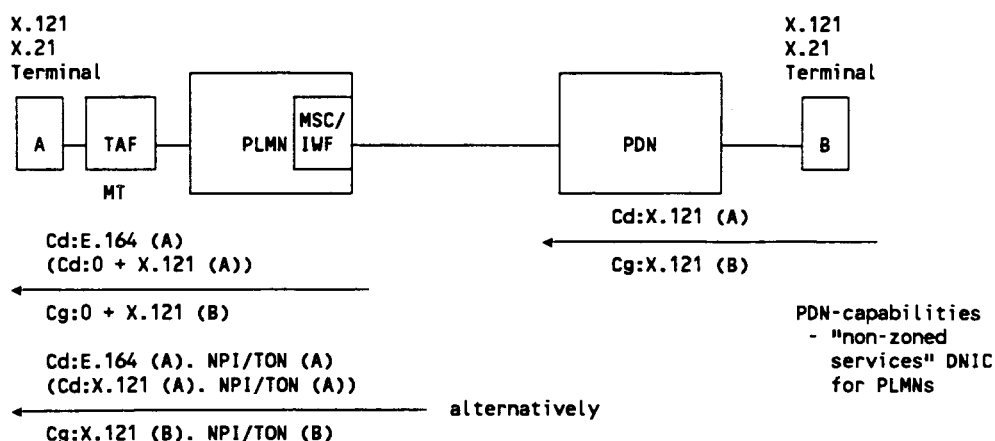 X.121
X.21
Terminal
X.121
X.21
Terminal
A
TAF
PLMN
MSC/
IWF
PDN
B
MT
Cd:X.121 (A)
Cg:X.121 (B)
Cd:E.164 (A)
(Cd:0 + X.121 (A))
Cg:0 + X.121 (B)
PDN-capabilities
- "non-zoned
services" DNIC
for PLMNs
Cd:E.164 (A). NPI/TON (A)
(Cd:X.121 (A). NPI/TON (A))
alternatively
Cg:X.121 (B). NPI/TON (B)